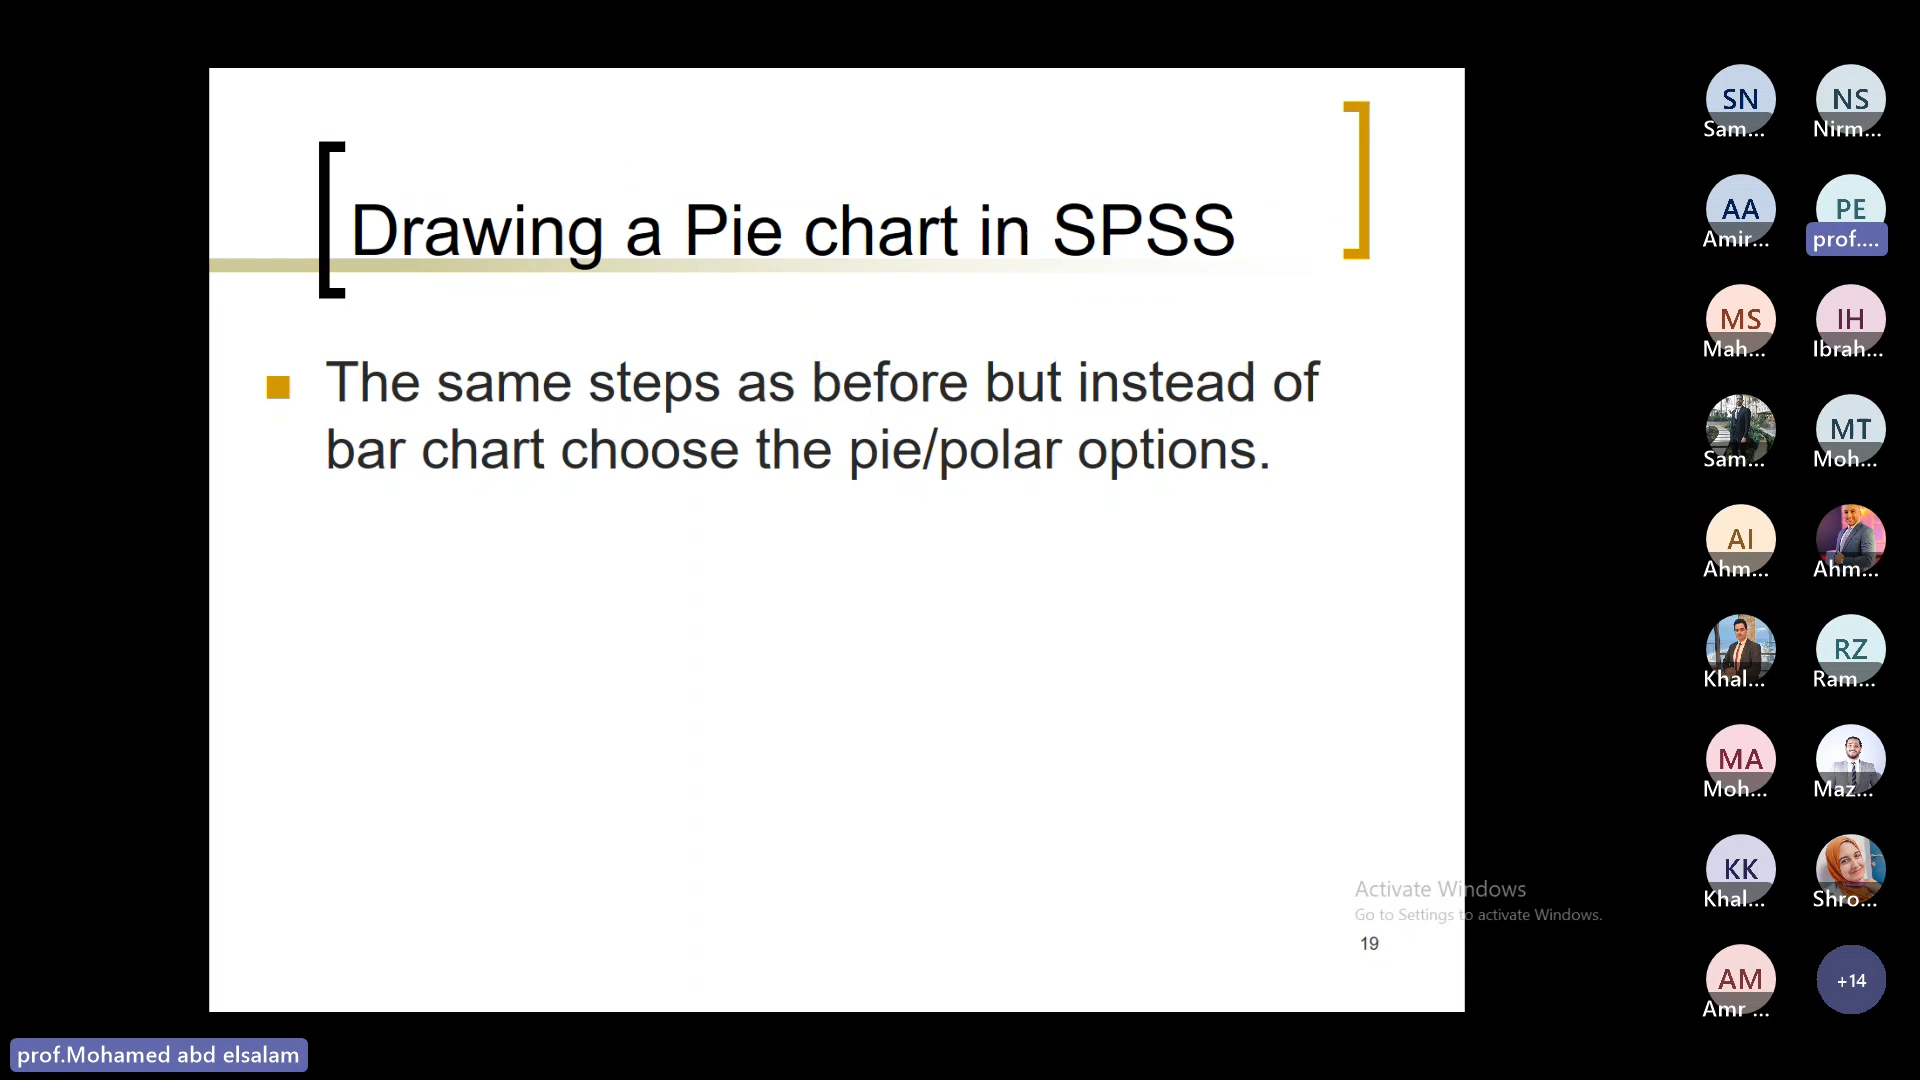 Drawing a Pie chart in SPSS
The same steps as before but instead of
bar chart choose the pie/polar options.
Activate Windows
Go to Settings to activate Windows.
19
SN
Sam...
NS
Nirm...
AA
Amir...
PE
prof....
MS
Mah...
IH
Ibrah...
Sam...
MT
Moh...
AI
Ahm...
Ahm...
Khal...
RZ
Ram...
MA
Moh...
Maz...
KK
Khal...
Shro...
AM
Amr ...
+14
prof.Mohamed abd elsalam